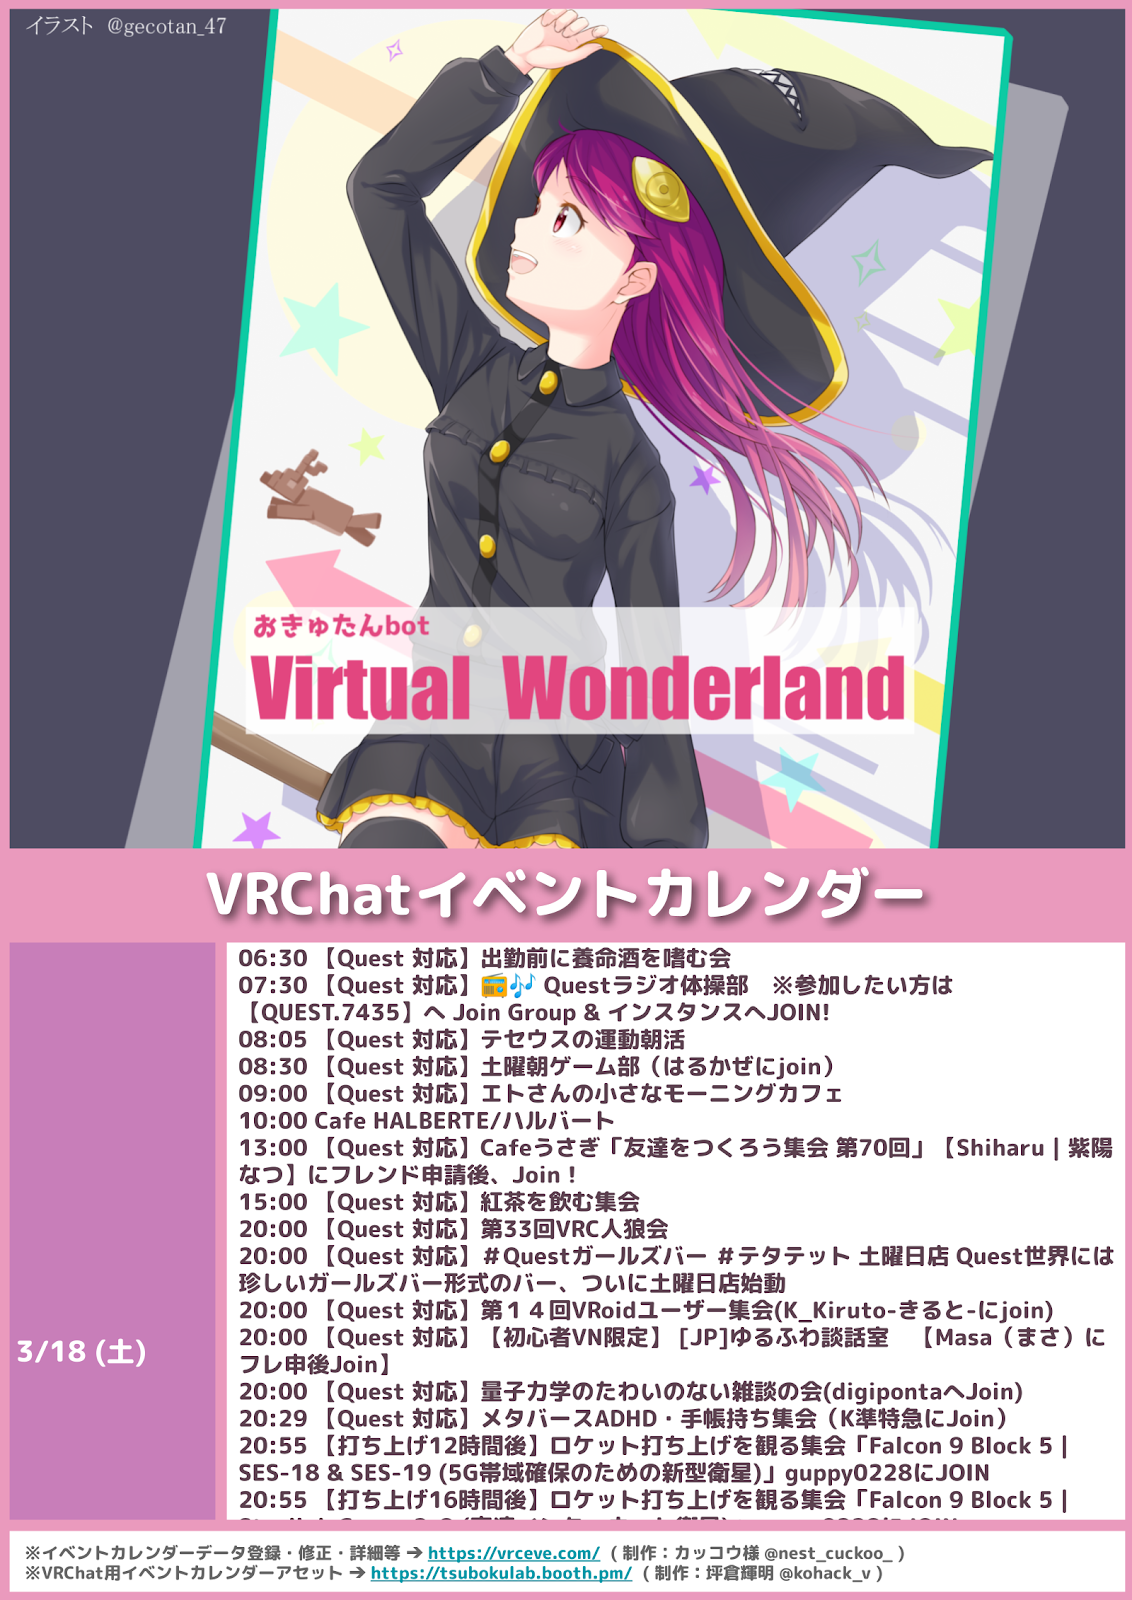 イラスト @gecotan_47
おきゅたんbot
Virtual Wonderland
VRChatイベントカレンダー
3/18 (土)
06:30 【Quest 対応】出勤前に養命酒を嗜む会
07:30 【Quest 対応】📻🎶 Questラジオ体操部　※参加したい方は
【QUEST.7435】へ Join Group & インスタンスへJOIN!
08:05 【Quest 対応】テセウスの運動朝活
08:30 【Quest 対応】土曜朝ゲーム部（はるかぜにjoin）
09:00 【Quest 対応】エトさんの小さなモーニングカフェ
10:00 Cafe HALBERTE/ハルバート
13:00 【Quest 対応】Cafeうさぎ「友達をつくろう集会 第70回」【Shiharu | 紫陽
なつ】にフレンド申請後、Join！
15:00 【Quest 対応】紅茶を飲む集会
20:00 【Quest 対応】第33回VRC人狼会
20:00 【Quest 対応】＃Questガールズバー ＃テタテット 土曜日店 Quest世界には
珍しいガールズバー形式のバー、ついに土曜日店始動
20:00 【Quest 対応】第１４回VRoidユーザー集会(K_Kiruto-きると-にjoin)
20:00 【Quest 対応】【初心者VN限定】 [JP]ゆるふわ談話室　【Masa（まさ）に
フレ申後Join】
20:00 【Quest 対応】量子力学のたわいのない雑談の会(digipontaへJoin)
20:29 【Quest 対応】メタバースADHD・手帳持ち集会（K準特急にJoin）
20:55 【打ち上げ12時間後】ロケット打ち上げを観る集会「Falcon 9 Block 5 |
SES-18 & SES-19 (5G帯域確保のための新型衛星)」guppy0228にJOIN
20:55 【打ち上げ16時間後】ロケット打ち上げを観る集会「Falcon 9 Block 5 |
※イベントカレンダーデータ登録・修正・詳細等 ➔ https://vrceve.com/ （ 制作：カッコウ様 @nest_cuckoo_ ）
※VRChat用イベントカレンダーアセット ➔ https://tsubokulab.booth.pm/ （ 制作：坪倉輝明 @kohack_v ）